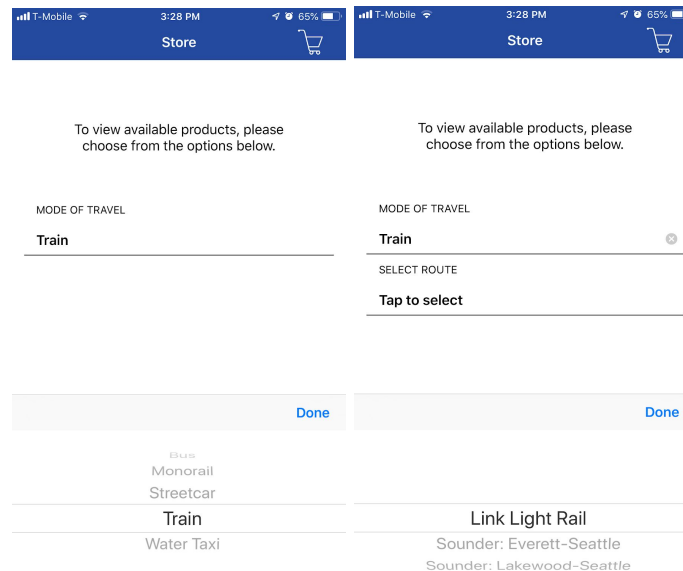 T-Mobile 3:28 PM 65%
Store
To view available products, please
choose from the options below.
MODE OF TRAVEL
Train
Done
Bus
Monorail
Streetcar
Train
Water Taxi
T-Mobile 3:28 PM 65%
Store
To view available products, please
choose from the options below.
MODE OF TRAVEL
Train
SELECT ROUTE
Tap to select
Done
Link Light Rail
Sounder: Everett-Seattle
Sounder: Lakewood-Seattle